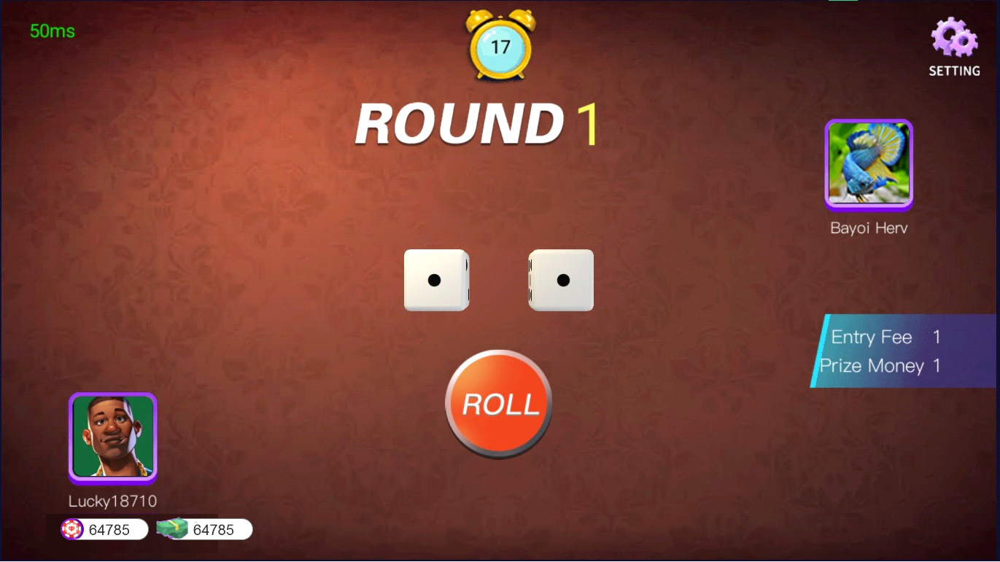 50ms
17
SETTING
ROUND 1
Bayoi Herv
Entry Fee 1
Prize Money 1
ROLL
Lucky18710
64785 64785